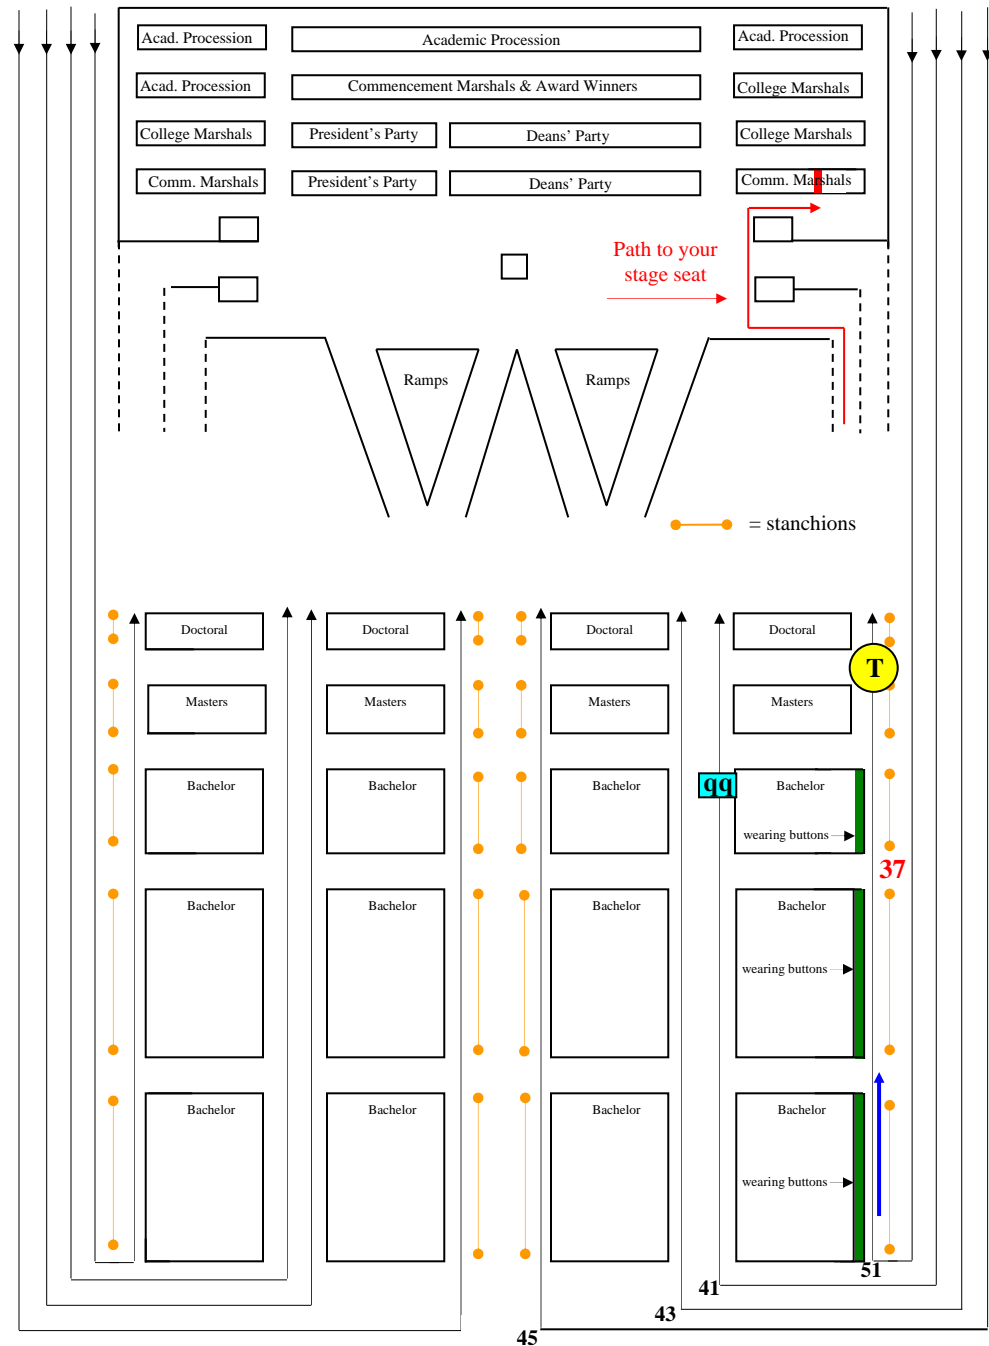 Acad. Procession
Academic Procession
Acad. Procession
Acad. Procession
Commencement Marshals & Award Winners
College Marshals
College Marshals
President's Party
Deans' Party
College Marshals
Comm. Marshals
President's Party
Deans' Party
Comm. Marshals
Path to your
stage seat
Ramps
Ramps
= stanchions
Doctoral
Doctoral
Doctoral
Doctoral
T
Masters
Masters
Masters
Masters
Bachelor
Bachelor
Bachelor
qq
Bachelor
wearing buttons
37
Bachelor
Bachelor
Bachelor
Bachelor
wearing buttons
Bachelor
Bachelor
Bachelor
Bachelor
wearing buttons
51
41
43
45